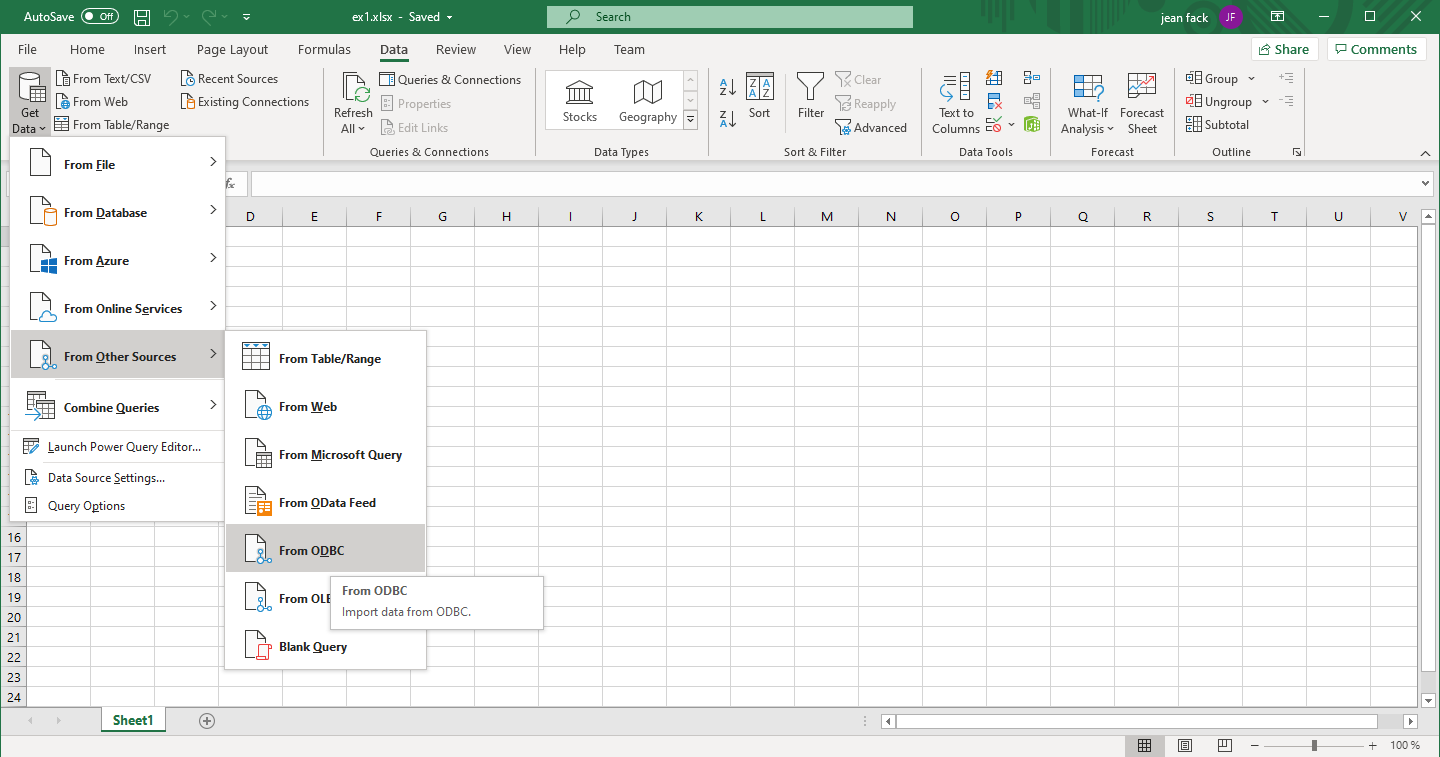 AutoSave Off ex1.xlsx - Saved Search jean fack JF
File Home Insert Page Layout Formulas Data Review View Help Team Share Comments
Get Data
From Text/CSV
From Web
From Table/Range
Recent Sources
Existing Connections
Refresh All
Queries & Connections
Properties
Edit Links
Queries & Connections
Stocks
Geography
Data Types
Sort
Filter
Clear
Reapply
Advanced
Sort & Filter
Text to Columns
Data Tools
What-If Analysis
Forecast Sheet
Forecast
Group
Ungroup
Subtotal
Outline
fx
From File
From Database
From Azure
From Online Services
From Other Sources
Combine Queries
Launch Power Query Editor...
Data Source Settings...
Query Options
From Table/Range
From Web
From Microsoft Query
From OData Feed
From ODBC
From OLE
Blank Query
From ODBC
Import data from ODBC.
D E F G H I J K L M N O P Q R S T U V
16
17
18
19
20
21
22
23
24
Sheet1
100 %